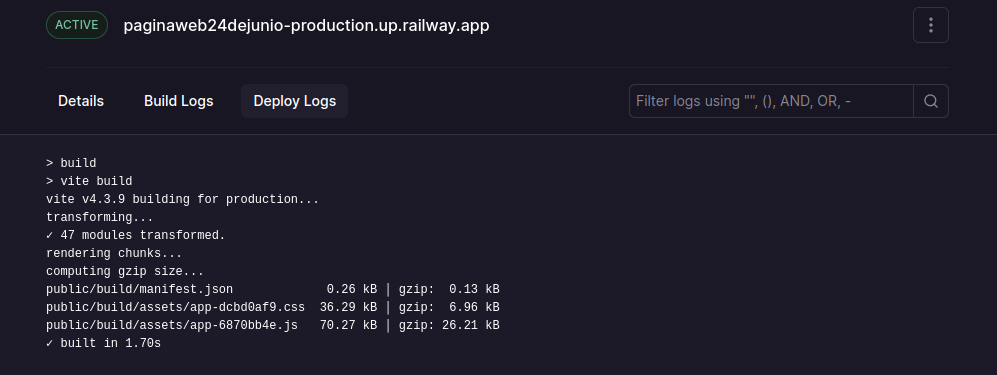 ACTIVE paginaweb24dejunio-production.up.railway.app
Details Build Logs Deploy Logs Filter logs using "", (), AND, OR, -
> build
> vite build
vite v4.3.9 building for production...
transforming...
✓ 47 modules transformed.
rendering chunks...
computing gzip size...
public/build/manifest.json             0.26 kB | gzip:  0.13 kB
public/build/assets/app-dcbd0af9.css  36.29 kB | gzip:  6.96 kB
public/build/assets/app-6870bb4e.js   70.27 kB | gzip: 26.21 kB
✓ built in 1.70s